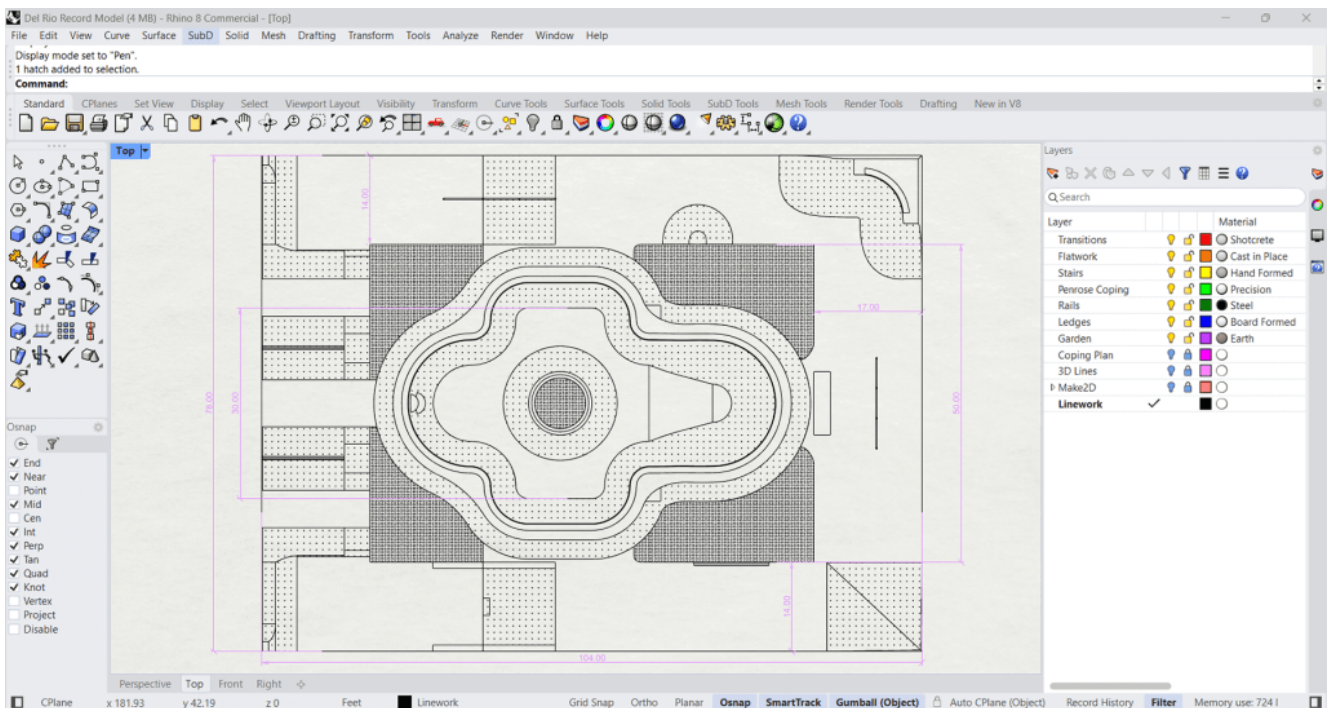 Del Rio Record Model (4 MB) - Rhino 8 Commercial - [Top]
File Edit View Curve Surface SubD Solid Mesh Drafting Transform Tools Analyze Render Window Help
Display mode set to "Pen".
1 hatch added to selection.
Command:
Standard CPlanes Set View Display Select Viewport Layout Visibility Transform Curve Tools Surface Tools Solid Tools SubD Tools Mesh Tools Render Tools Drafting New in V8
Top
14.00
17.00
30.00
50.00
14.00
104.00
Layers
Search
Layer Material
Transitions Shotcrete
Flatwork Cast in Place
Stairs Hand Formed
Penrose Coping Precision
Rails Steel
Ledges Board Formed
Garden Earth
Coping Plan
3D Lines
Make2D
Linework
Osnap
End
Near
Point
Mid
Cen
Int
Perp
Tan
Quad
Knot
Vertex
Project
Disable
Perspective Top Front Right
CPlane x 181.93 y 42.19 z 0 Feet Linework Grid Snap Ortho Planar Osnap SmartTrack Gumball (Object) Auto CPlane (Object) Record History Filter Memory use: 724